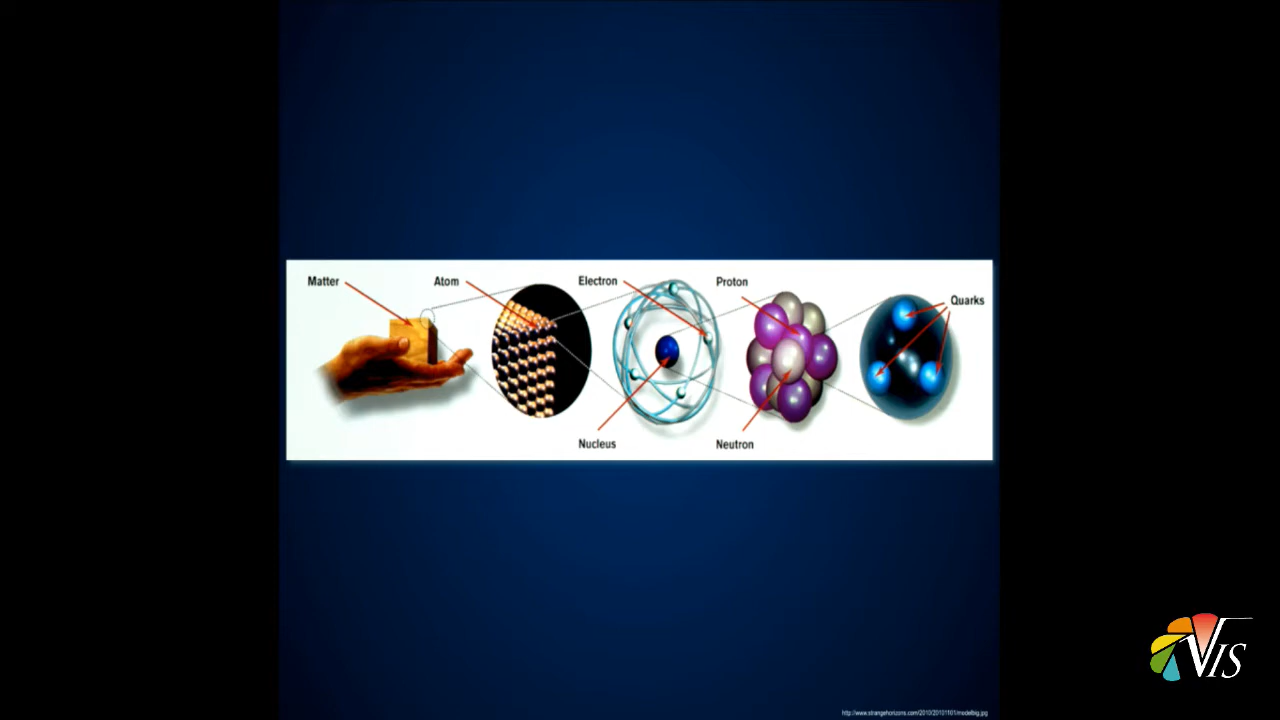 Matter
Atom
Electron
Proton
Quarks
Nucleus
Neutron
VIS